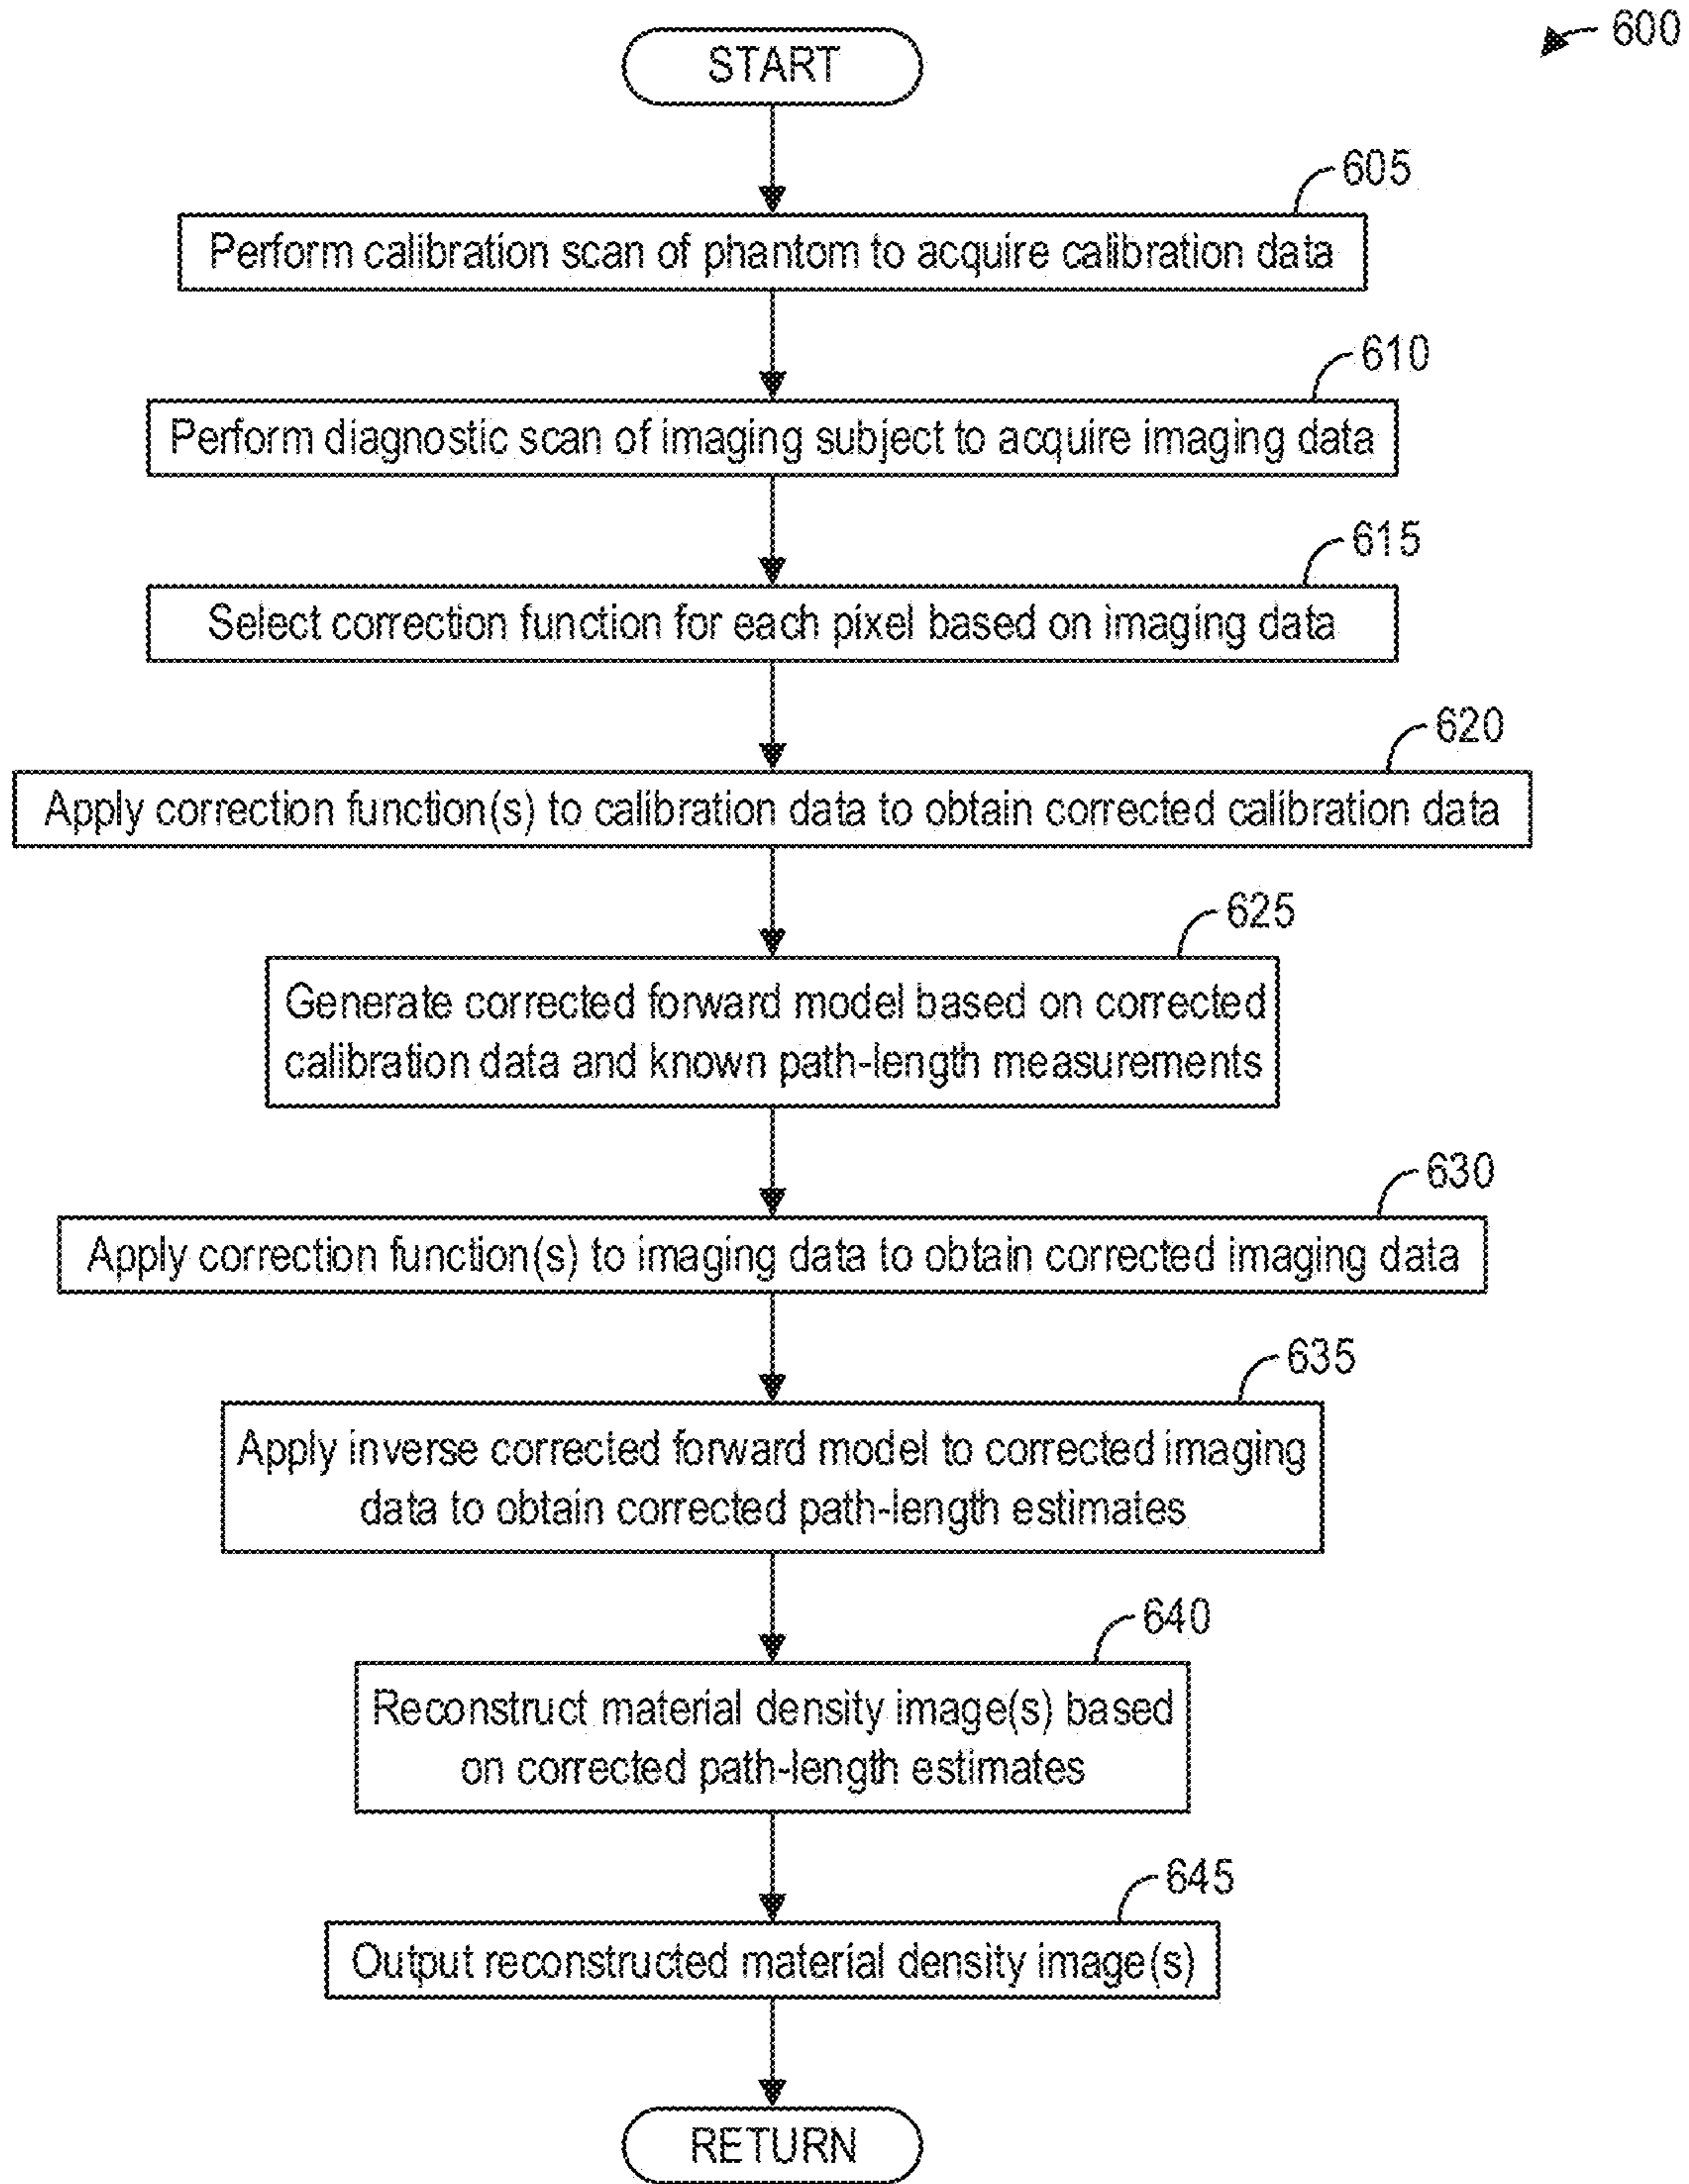 600
START
605
Perform calibration scan of phantom to acquire calibration data
610
Perform diagnostic scan of imaging subject to acquire imaging data
615
Select correction function for each pixel based on imaging data
620
Apply correction function(s) to calibration data to obtain corrected calibration data
625
Generate corrected forward model based on corrected
calibration data and known path-length measurements
630
Apply correction function(s) to imaging data to obtain corrected imaging data
635
Apply inverse corrected forward model to corrected imaging
data to obtain corrected path-length estimates
640
Reconstruct material density image(s) based
on corrected path-length estimates
645
Output reconstructed material density image(s)
RETURN